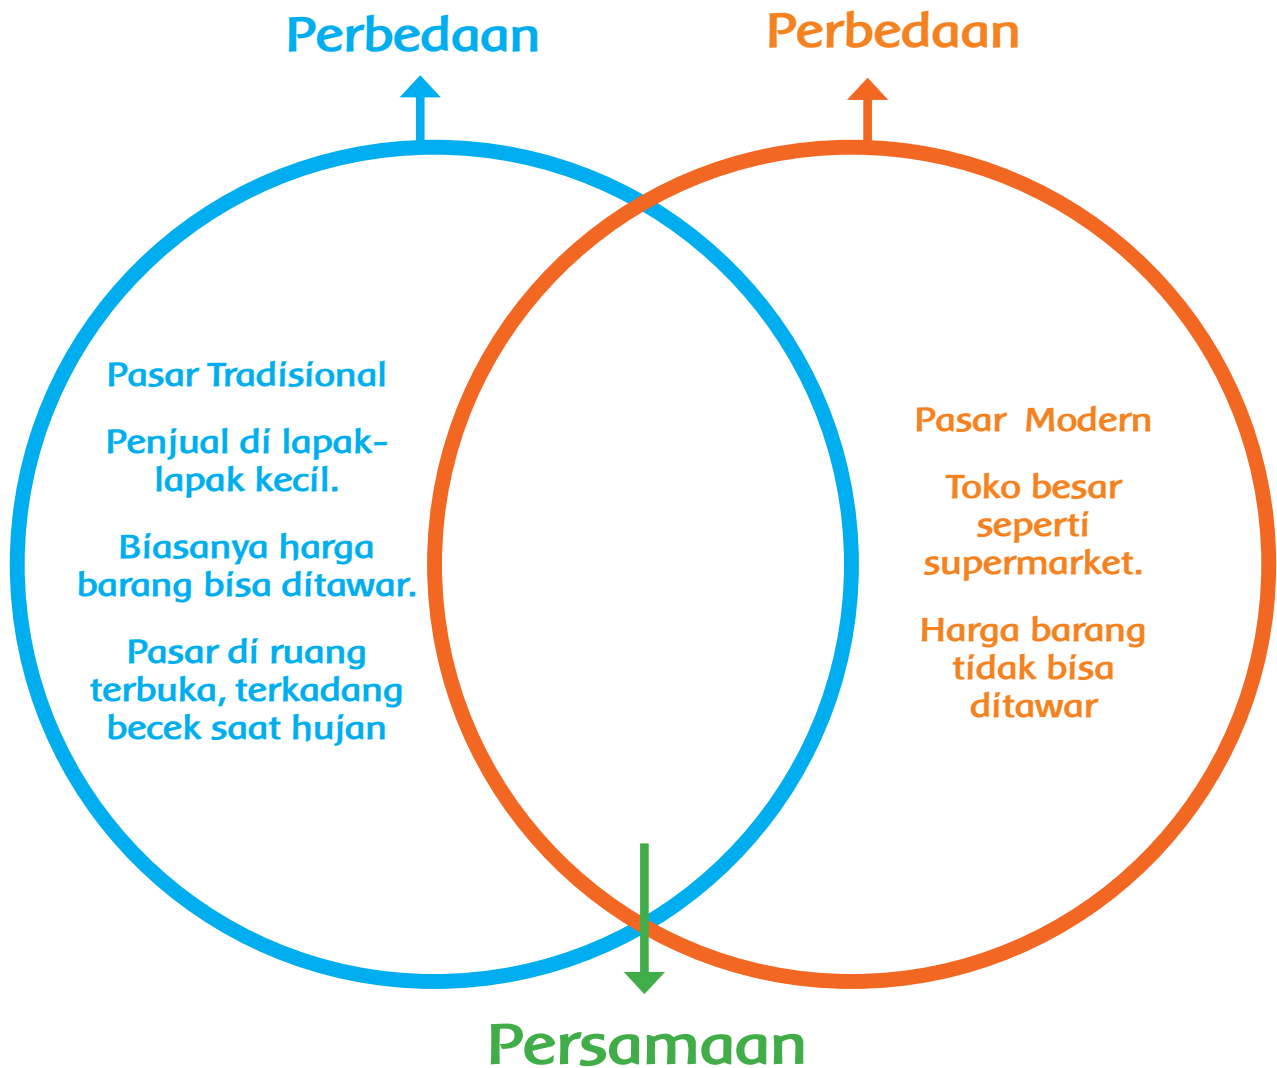 Perbedaan
Perbedaan
Pasar Tradisional
Penjual di lapak-
lapak kecil.
Biasanya harga
barang bisa ditawar.
Pasar di ruang
terbuka, terkadang
becek saat hujan
Pasar Modern
Toko besar
seperti
supermarket.
Harga barang
tidak bisa
ditawar
Persamaan